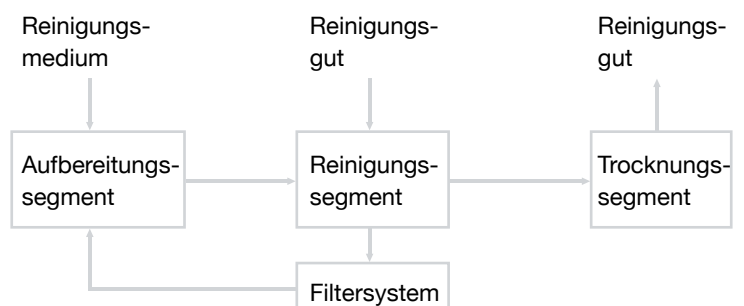 Reinigungs-
medium
Reinigungs-
gut
Reinigungs-
gut
Aufbereitungs-
segment
Reinigungs-
segment
Trocknungs-
segment
Filtersystem